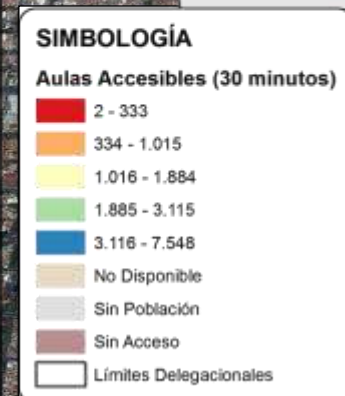 SIMBOLOGÍA
Aulas Accesibles (30 minutos)
2 - 333
334 - 1.015
1.016 - 1.884
1.885 - 3.115
3.116 - 7.548
No Disponible
Sin Población
Sin Acceso
Límites Delegacionales